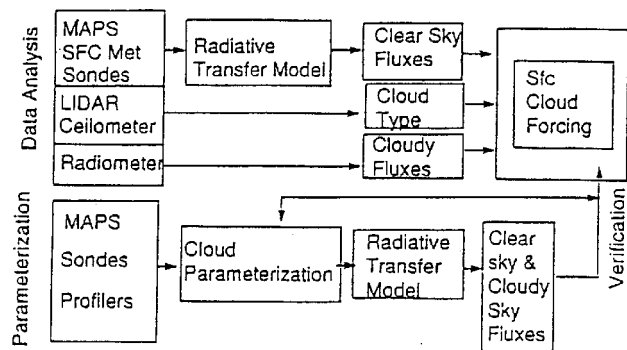 Data Analysis
MAPS
SFC Met
Sondes
Radiative
Transfer Model
Clear Sky
Fluxes
LIDAR
Ceilometer
Cloud
Type
Radiometer
Cloudy
Fluxes
Sfc
Cloud
Forcing
Parameterization
MAPS
Sondes
Profilers
Cloud
Parameterization
Radiative
Transfer
Model
Clear
sky &
Cloudy
Sky
Fluxes
Verification